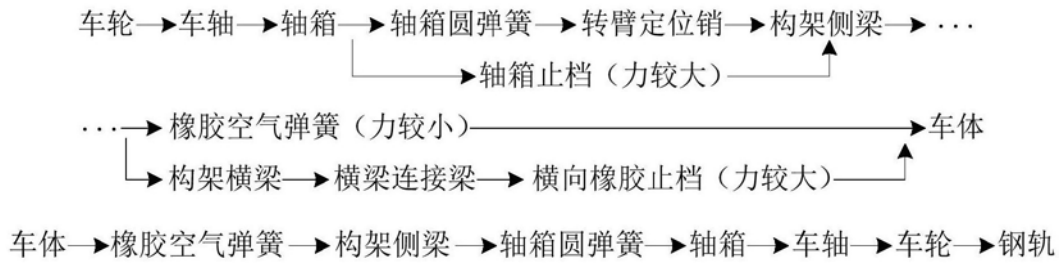 车轮→车轴→轴箱→轴箱圆弹簧→转臂定位销→构架侧梁→···
轴箱止档（力较大）
···→橡胶空气弹簧（力较小）→车体
构架横梁→横梁连接梁→横向橡胶止档（力较大）
车体→橡胶空气弹簧→构架侧梁→轴箱圆弹簧→轴箱→车轴→车轮→钢轨